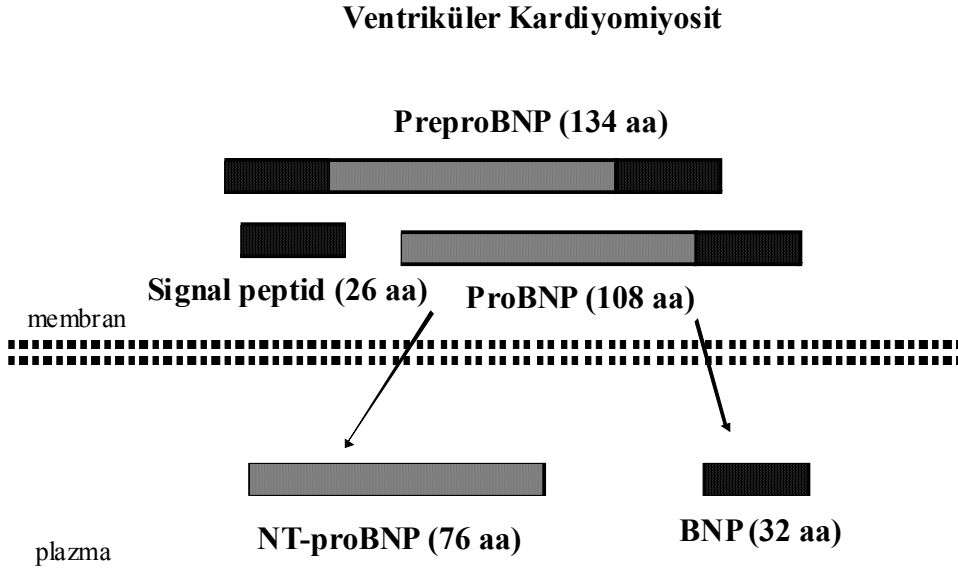 Ventriküler Kardiyomiyosit
PreproBNP (134 aa)
Signal peptid (26 aa)
ProBNP (108 aa)
membran
NT-proBNP (76 aa)
BNP (32 aa)
plazma